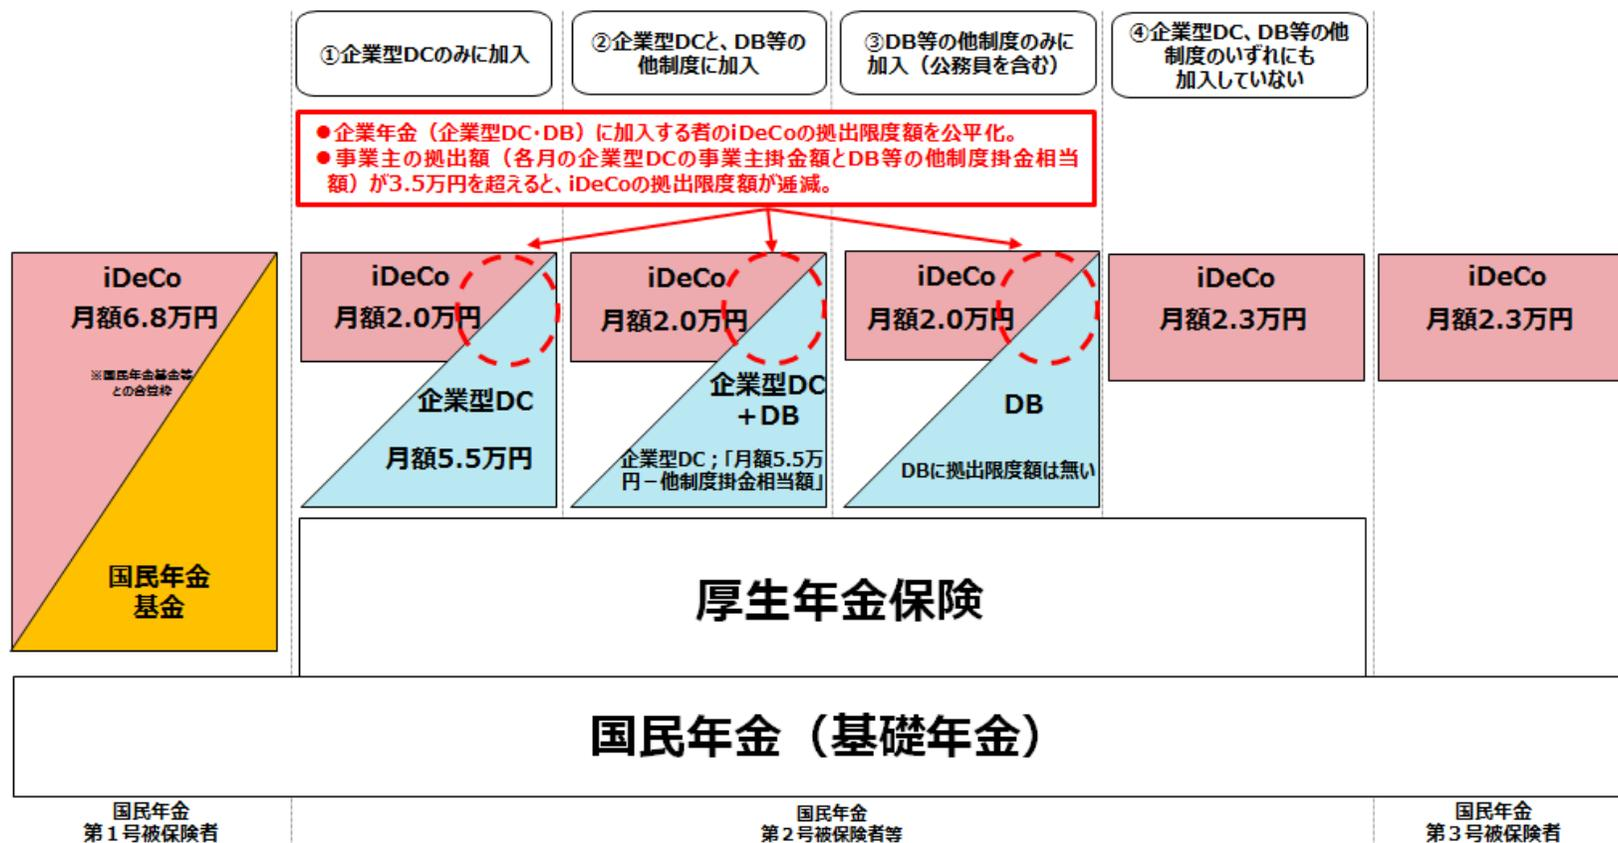 ①企業型DCのみに加入
②企業型DCと、DB等の
他制度に加入
③DB等の他制度のみに
加入（公務員を含む）
④企業型DC、DB等の他
制度のいずれにも
加入していない
●企業年金（企業型DC･DB）に加入する者のiDeCoの拠出限度額を公平化。
●事業主の拠出額（各月の企業型DCの事業主掛金額とDB等の他制度掛金相当
額）が3.5万円を超えると、iDeCoの拠出限度額が逓減。
iDeCo
月額6.8万円
※国民年金基金等
との合算枠
国民年金
基金
iDeCo
月額2.0万円
企業型DC
月額5.5万円
iDeCo
月額2.0万円
企業型DC
＋DB
企業型DC；「月額5.5万
円－他制度掛金相当額」
iDeCo
月額2.0万円
DB
DBに拠出限度額は無い
iDeCo
月額2.3万円
iDeCo
月額2.3万円
厚生年金保険
国民年金（基礎年金）
国民年金
第１号被保険者
国民年金
第２号被保険者等
国民年金
第３号被保険者